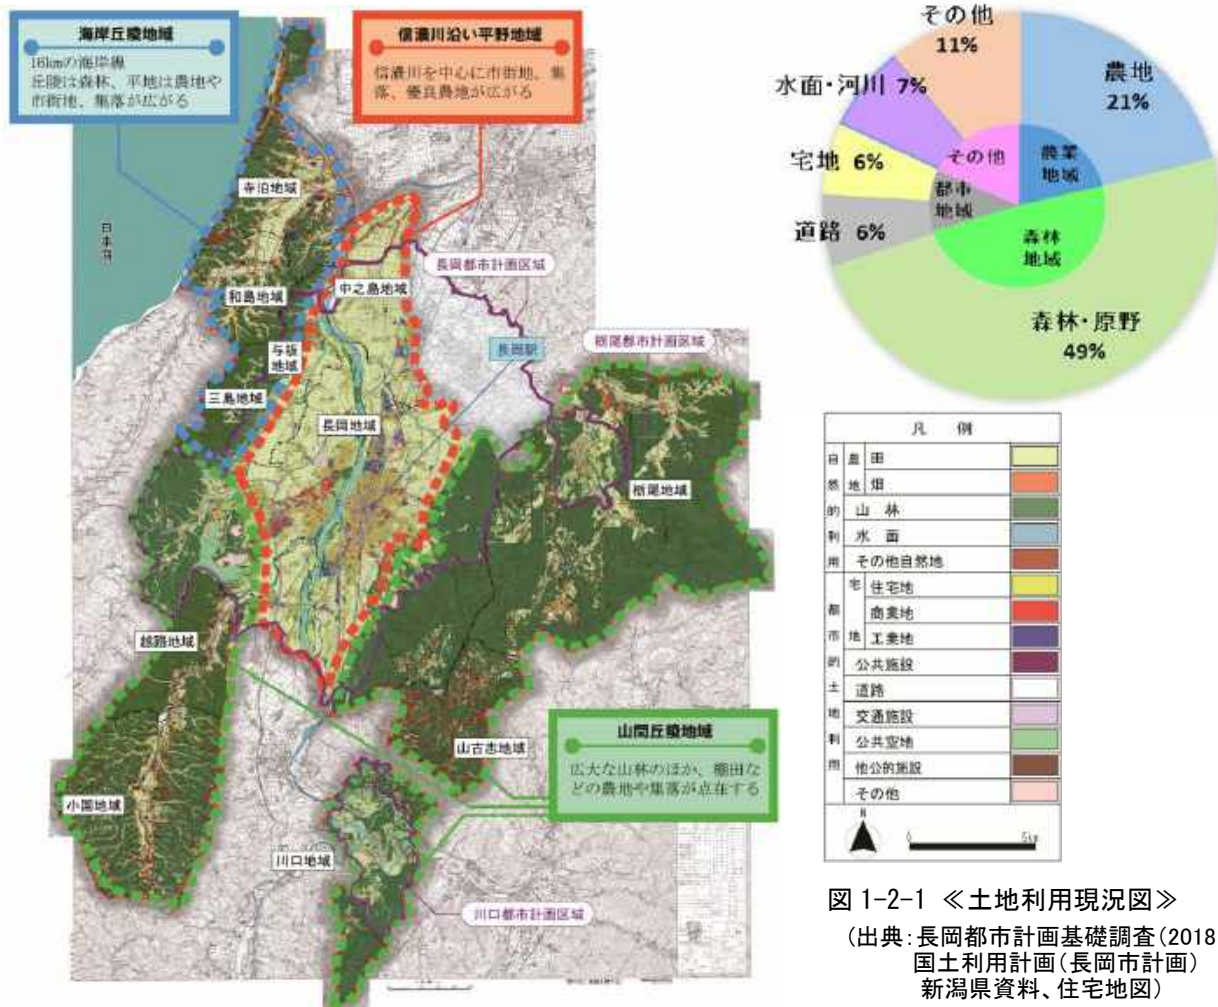 海岸丘陵地域
16kmの海岸線
丘陵は森林、平地は農地や
市街地、集落が広がる
信濃川沿い平野地域
信濃川を中心に市街地、集
落、優良農地が広がる
日本海
寺泊地域
和島地域
与板
地域
三島地域
中之島地域
長岡都市計画区域
長岡駅
栃尾都市計画区域
長岡地域
栃尾地域
越路地域
小国地域
山古志地域
川口地域
川口都市計画区域
山間丘陵地域
広大な山林のほか、棚田な
どの農地や集落が点在する
その他
11%
水面・河川 7%
宅地 6%
道路 6%
農地
21%
森林・原野
49%
その他
農業
地域
都市
地域
森林
地域
凡 例
自然的利用
農地
田
畑
山 林
水 面
その他自然地
都市的土地利用
宅地
住宅地
商業地
工業地
公共施設
道路
交通施設
公共空地
他公的施設
その他
N
0 5km
図 1-2-1 ≪土地利用現況図≫
(出典:長岡都市計画基礎調査(2018
国土利用計画(長岡市計画)
新潟県資料、住宅地図)